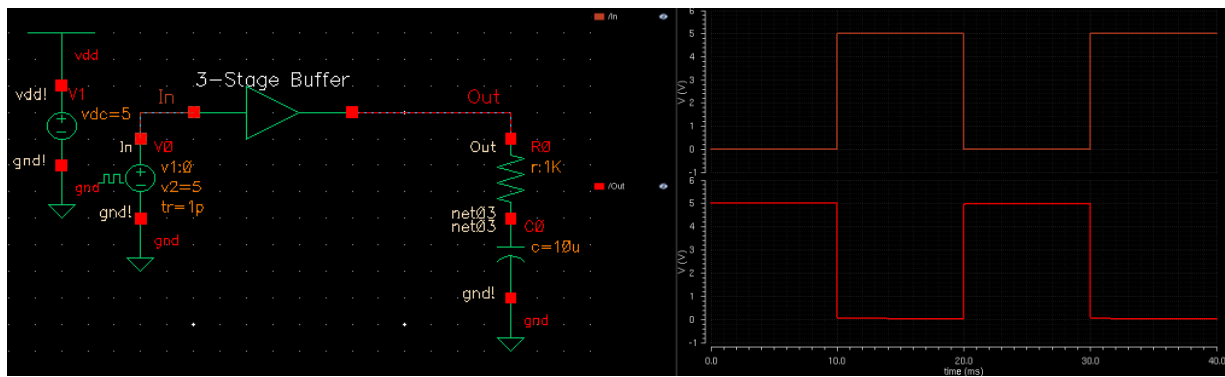 vdd
vdd!
V1
vdc=5
gnd!
gnd
3-Stage Buffer
In
In
V0
v1:0
v2=5
tr=1p
gnd!
gnd
Out
Out
R0
r:1K
net03
net03
C0
c=10u
gnd!
gnd
/In
/Out
V (V)
6
5
4
3
2
1
0
-1
V (V)
6
5
4
3
2
1
0
-1
0.0 10.0 20.0 30.0 40.0
time (ms)